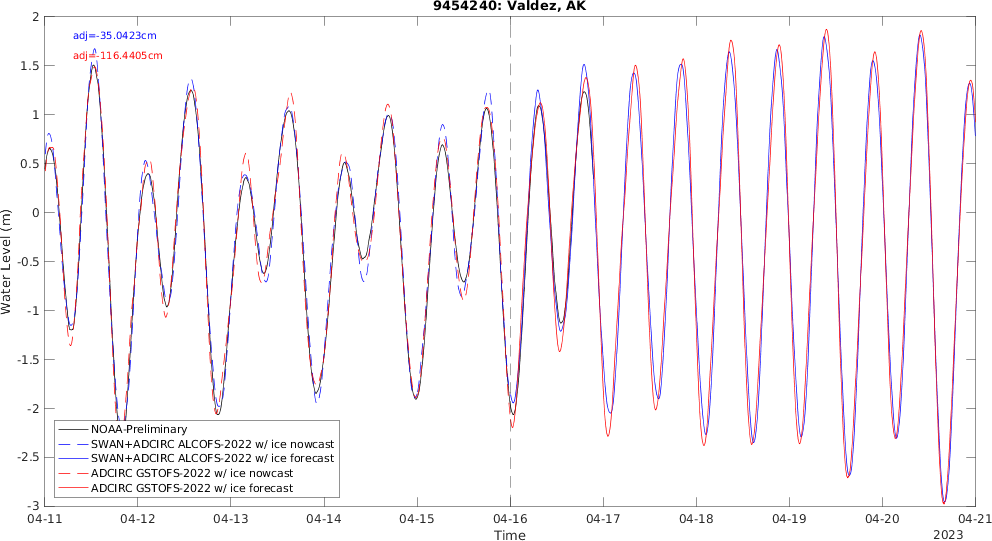 9454240: Valdez, AK
adj=-35.0423cm
adj=-116.4405cm
2
1.5
1
0.5
0
-0.5
-1
-1.5
-2
-2.5
-3
Water Level (m)
NOAA-Preliminary
SWAN+ADCIRC ALCOFS-2022 w/ ice nowcast
SWAN+ADCIRC ALCOFS-2022 w/ ice forecast
ADCIRC GSTOFS-2022 w/ ice nowcast
ADCIRC GSTOFS-2022 w/ ice forecast
04-11 04-12 04-13 04-14 04-15 04-16 04-17 04-18 04-19 04-20 04-21
Time
2023